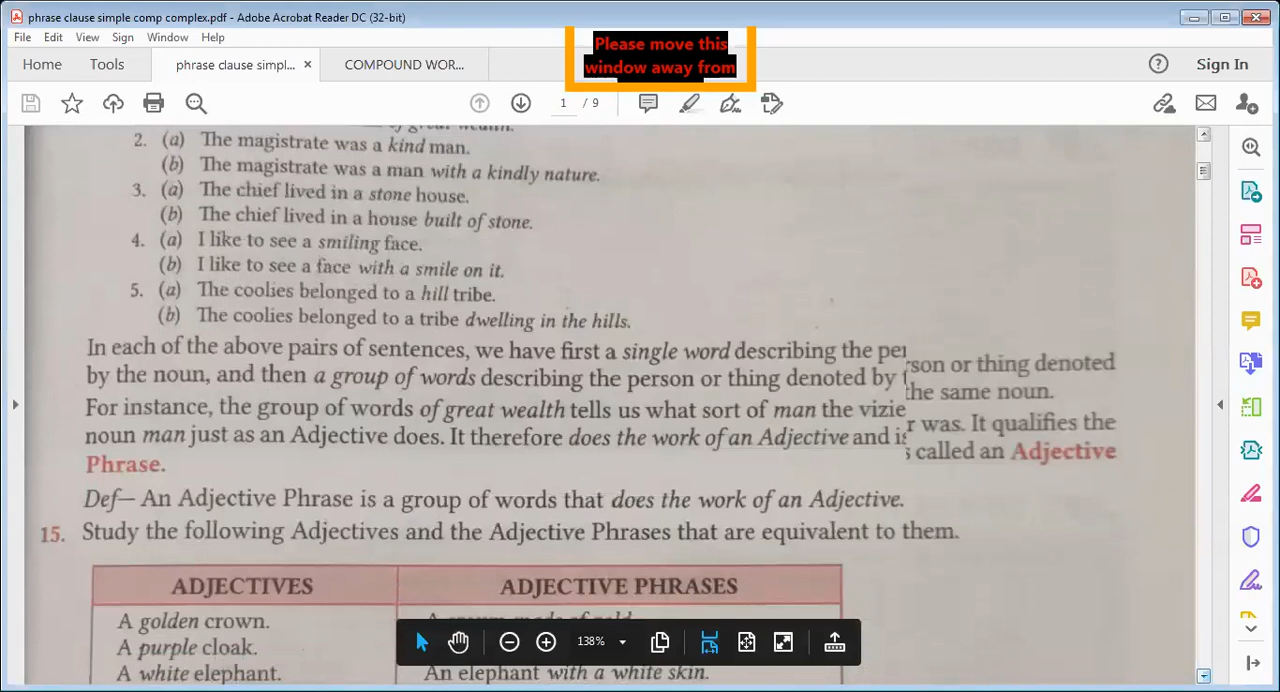 phrase clause simple comp complex.pdf - Adobe Acrobat Reader DC (32-bit)
File Edit View Sign Window Help
Please move this
window away from
Home Tools phrase clause simpl... × COMPOUND WOR... Sign In
1 / 9
of great wealth.
2. (a) The magistrate was a kind man.
(b) The magistrate was a man with a kindly nature.
3. (a) The chief lived in a stone house.
(b) The chief lived in a house built of stone.
4. (a) I like to see a smiling face.
(b) I like to see a face with a smile on it.
5. (a) The coolies belonged to a hill tribe.
(b) The coolies belonged to a tribe dwelling in the hills.
In each of the above pairs of sentences, we have first a single word describing the person or thing denoted
by the noun, and then a group of words describing the person or thing denoted by the same noun.
For instance, the group of words of great wealth tells us what sort of man the vizier was. It qualifies the
noun man just as an Adjective does. It therefore does the work of an Adjective and is called an Adjective
Phrase.
Def— An Adjective Phrase is a group of words that does the work of an Adjective.
15. Study the following Adjectives and the Adjective Phrases that are equivalent to them.
ADJECTIVES ADJECTIVE PHRASES
A golden crown. A crown made of gold.
A purple cloak.
138%
A white elephant. An elephant with a white skin.